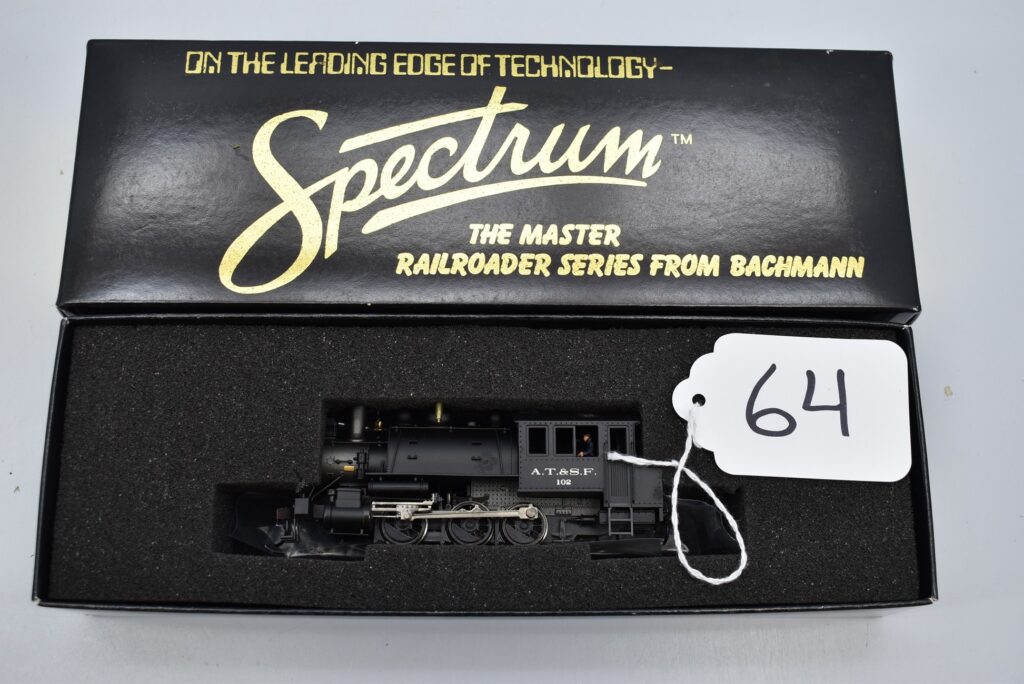 ON THE LEADING EDGE OF TECHNOLOGY-
Spectrum™
THE MASTER
RAILROADER SERIES FROM BACHMANN
64
A.T.&S.F.
102